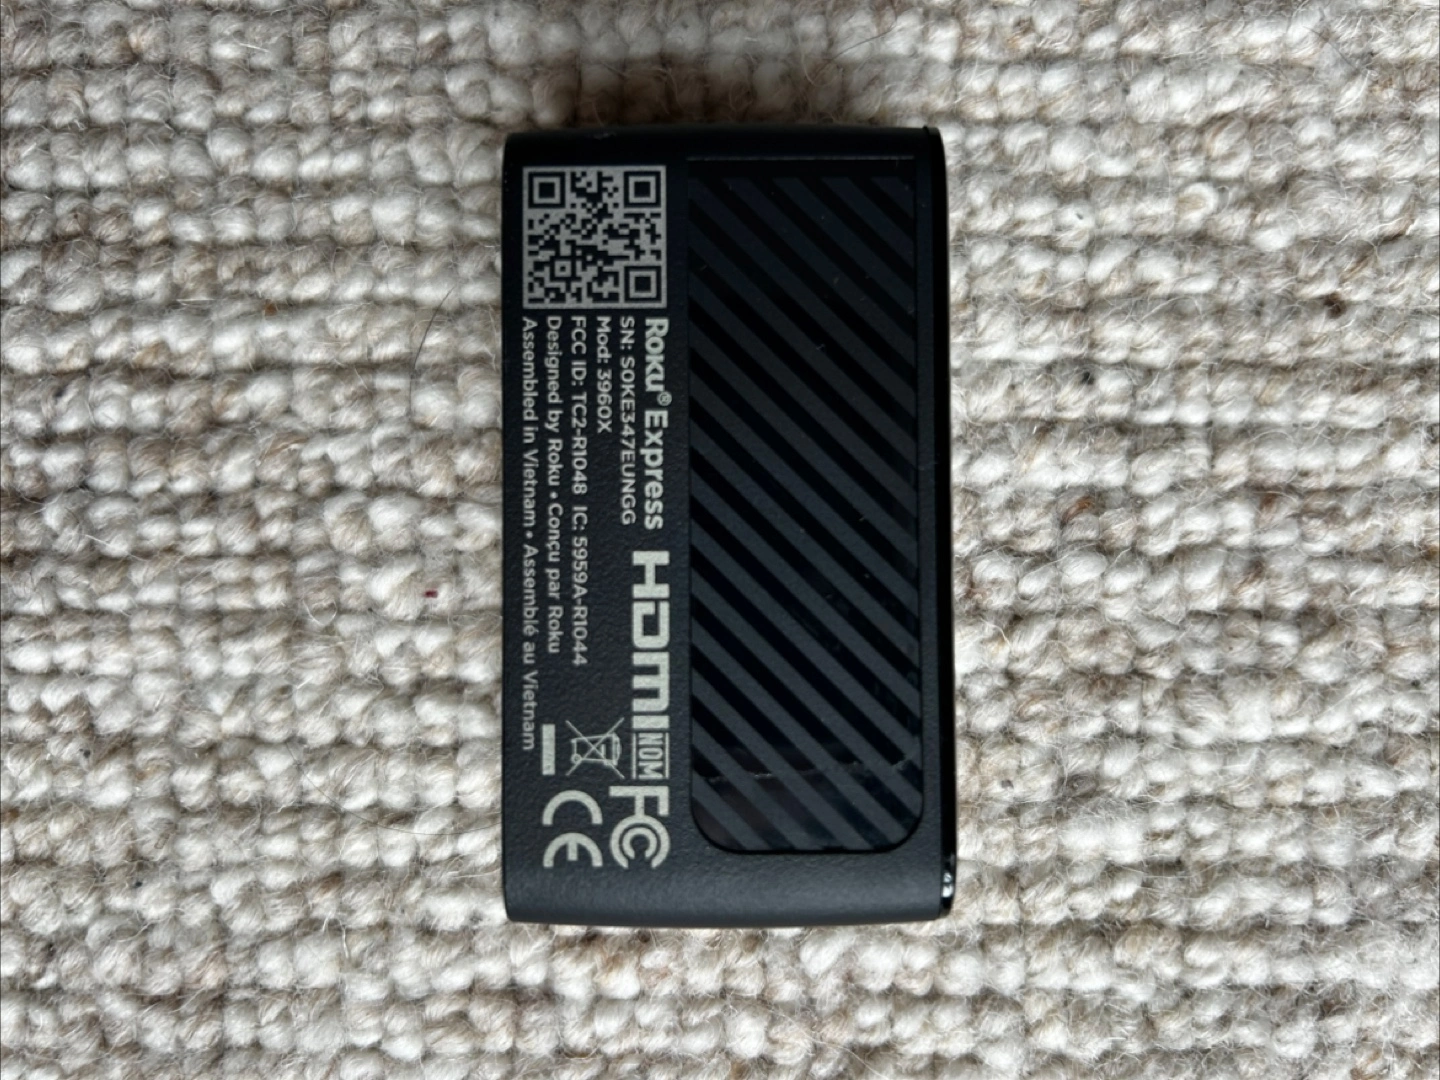 Roku® Express
SN: S0KE347EUNGG
Mod: 3960X
FCC ID: TC2-R1048 IC: 5959A-R1044
Designed by Roku • Conçu par Roku
Assembled in Vietnam • Assemblé au Vietnam
HDMI
NOM
FC
CE